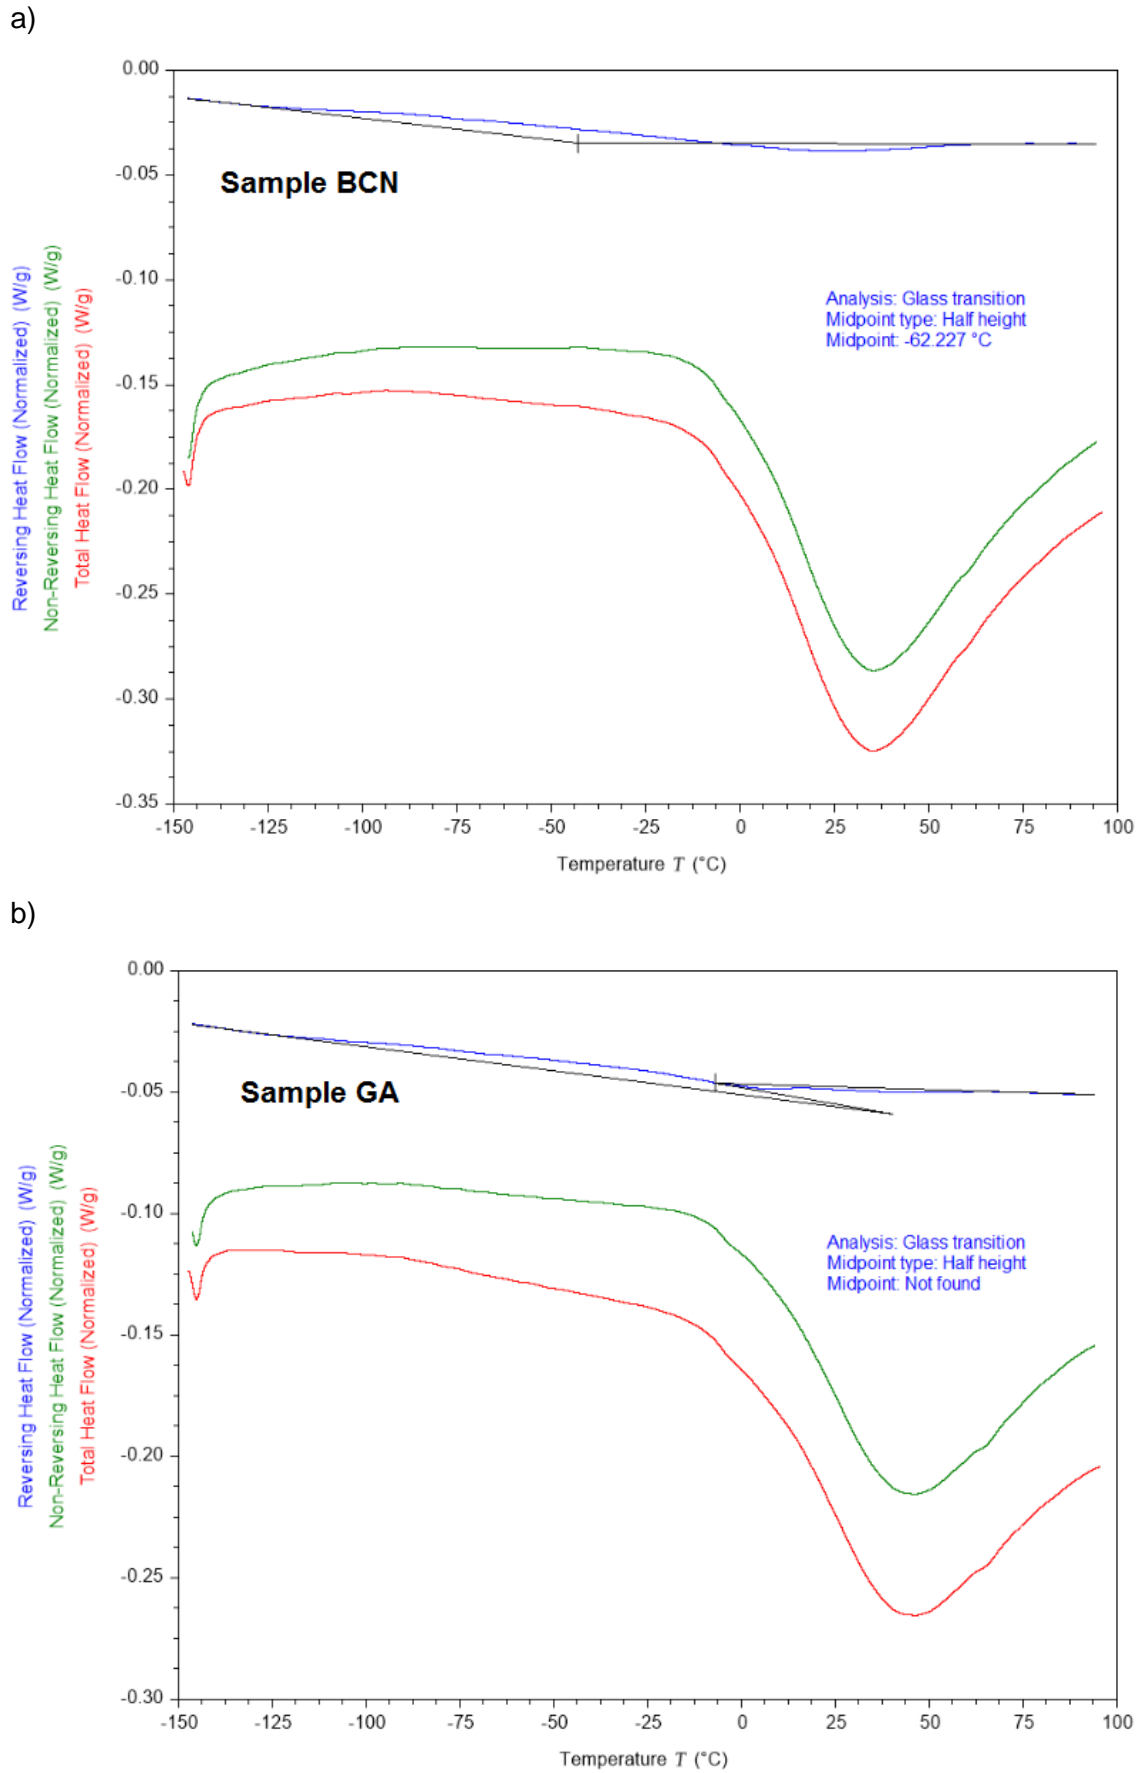 a)
0.00
-0.05
-0.10
-0.15
-0.20
-0.25
-0.30
-0.35
Reversing Heat Flow (Normalized) (W/g)
Non-Reversing Heat Flow (Normalized) (W/g)
Total Heat Flow (Normalized) (W/g)
Sample BCN
Analysis: Glass transition
Midpoint type: Half height
Midpoint: -62.227 °C
-150 -125 -100 -75 -50 -25 0 25 50 75 100
Temperature T (°C)
b)
0.00
-0.05
-0.10
-0.15
-0.20
-0.25
-0.30
Reversing Heat Flow (Normalized) (W/g)
Non-Reversing Heat Flow (Normalized) (W/g)
Total Heat Flow (Normalized) (W/g)
Sample GA
Analysis: Glass transition
Midpoint type: Half height
Midpoint: Not found
-150 -125 -100 -75 -50 -25 0 25 50 75 100
Temperature T (°C)